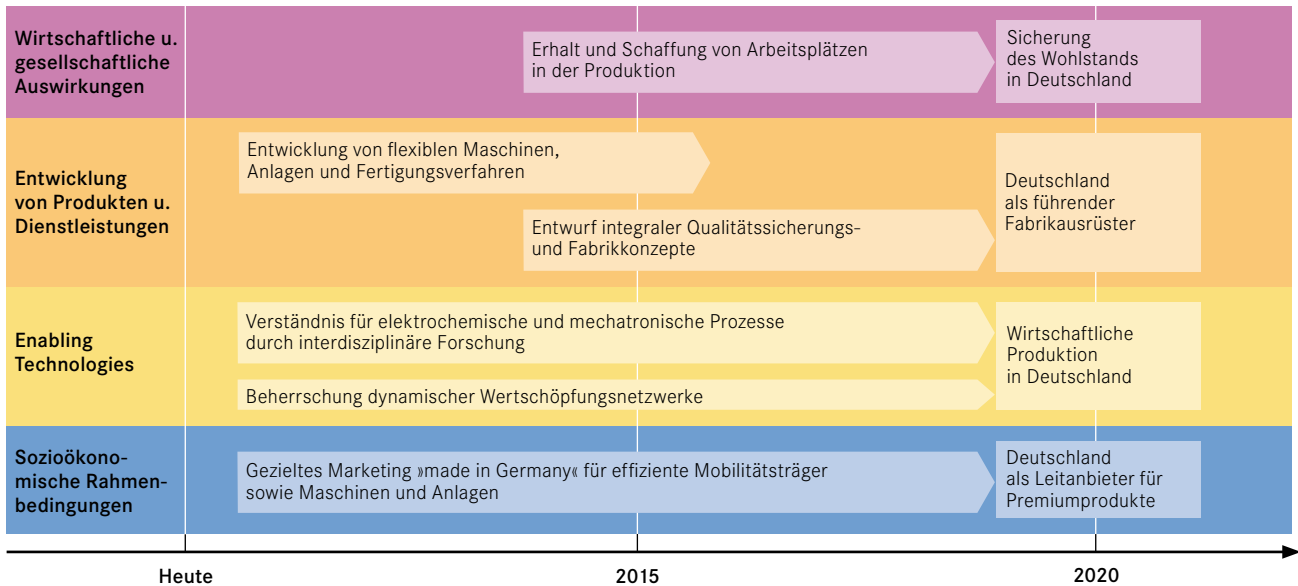 Wirtschaftliche u.
gesellschaftliche
Auswirkungen
Erhalt und Schaffung von Arbeitsplätzen
in der Produktion
Sicherung
des Wohlstands
in Deutschland
Entwicklung
von Produkten u.
Dienstleistungen
Entwicklung von flexiblen Maschinen,
Anlagen und Fertigungsverfahren
Entwurf integraler Qualitätssicherungs-
und Fabrikkonzepte
Deutschland
als führender
Fabrikausrüster
Enabling
Technologies
Verständnis für elektrochemische und mechatronische Prozesse
durch interdisziplinäre Forschung
Beherrschung dynamischer Wertschöpfungsnetzwerke
Wirtschaftliche
Produktion
in Deutschland
Sozioökono-
mische Rahmen-
bedingungen
Gezieltes Marketing »made in Germany« für effiziente Mobilitätsträger
sowie Maschinen und Anlagen
Deutschland
als Leitanbieter für
Premiumprodukte
Heute
2015
2020